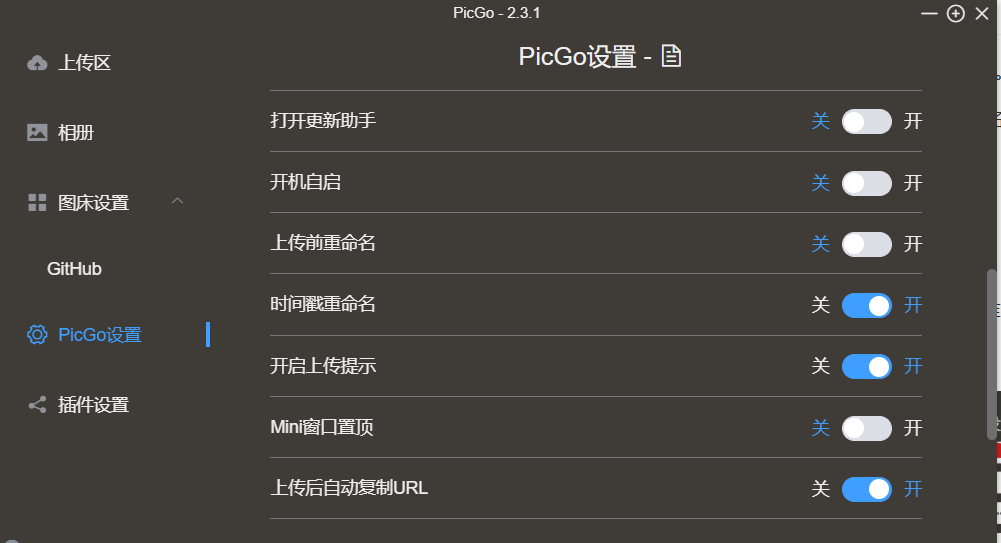 PicGo - 2.3.1
上传区
相册
图床设置
GitHub
PicGo设置
插件设置
PicGo设置 -
打开更新助手 关 开
开机自启 关 开
上传前重命名 关 开
时间戳重命名 关 开
开启上传提示 关 开
Mini窗口置顶 关 开
上传后自动复制URL 关 开